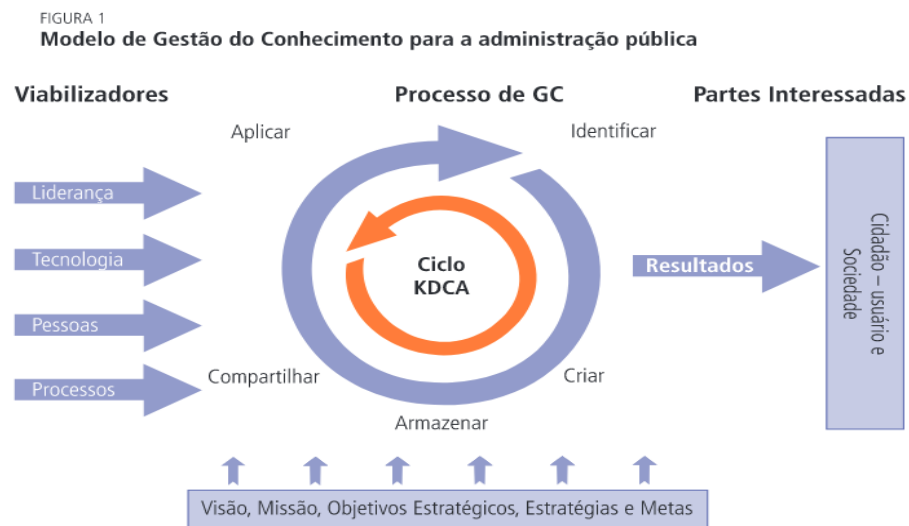 FIGURA 1
Modelo de Gestão do Conhecimento para a administração pública
Viabilizadores
Processo de GC
Partes Interessadas
Aplicar
Identificar
Liderança
Tecnologia
Pessoas
Processos
Ciclo
KDCA
Resultados
Cidadão – usuário e
Sociedade
Compartilhar
Criar
Armazenar
Visão, Missão, Objetivos Estratégicos, Estratégias e Metas